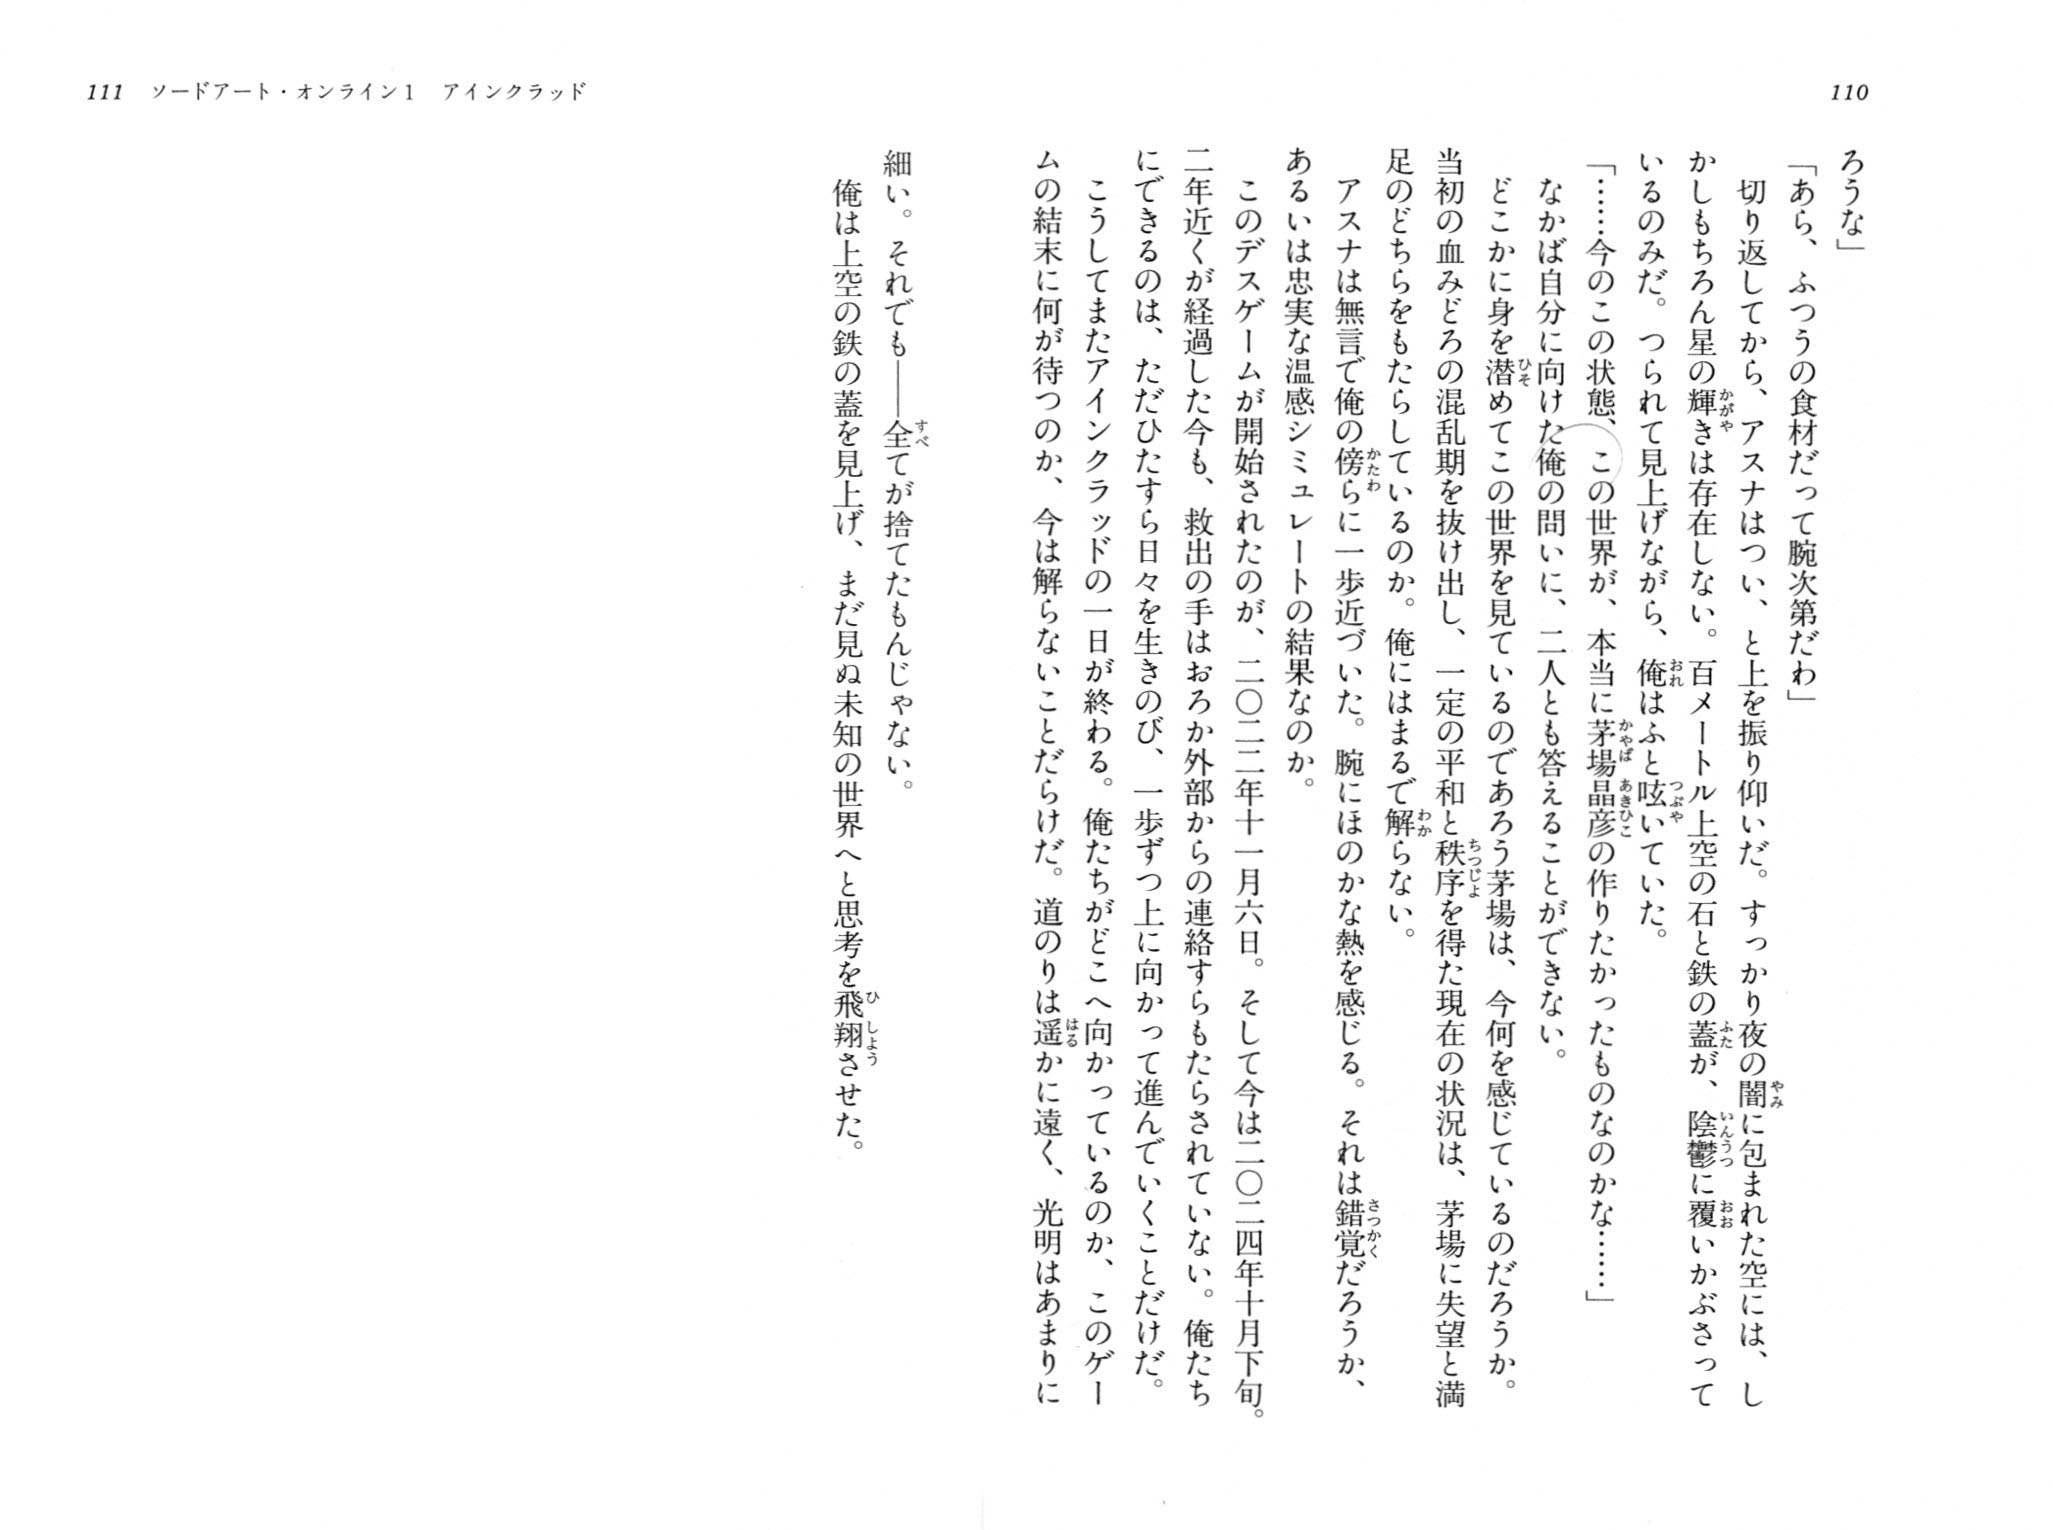 110
ろうな」
「あら、ふつうの食材だって腕次第だわ」
切り返してから、アスナはつい、と上を振り仰いだ。すっかり夜の闇に包まれた空には、し
かしもちろん星の輝きは存在しない。百メートル上空の石と鉄の蓋が、陰鬱に覆いかぶさって
いるのみだ。つられて見上げながら、俺はふと呟いていた。
「……今のこの状態、この世界が、本当に茅場晶彦の作りたかったものなのかな……」
なかば自分に向けた俺の問いに、二人とも答えることができない。
どこかに身を潜めてこの世界を見ているのであろう茅場は、今何を感じているのだろうか。
当初の血みどろの混乱期を抜け出し、一定の平和と秩序を得た現在の状況は、茅場に失望と満
足のどちらをもたらしているのか。俺にはまるで解らない。
アスナは無言で俺の傍らに一歩近づいた。腕にほのかな熱を感じる。それは錯覚だろうか、
あるいは忠実な温感シミュレートの結果なのか。
このデスゲームが開始されたのが、二〇二二年十一月六日。そして今は二〇二四年十月下旬。
二年近くが経過した今も、救出の手はおろか外部からの連絡すらもたらされていない。俺たち
にできるのは、ただひたすら日々を生きのび、一歩ずつ上に向かって進んでいくことだけだ。
こうしてまたアインクラッドの一日が終わる。俺たちがどこへ向かっているのか、このゲー
ムの結末に何が待つのか、今は解らないことだらけだ。道のりは遥かに遠く、光明はあまりに
111 ソードアート・オンライン1 アインクラッド
細い。それでも――全てが捨てたもんじゃない。
俺は上空の鉄の蓋を見上げ、まだ見ぬ未知の世界へと思考を飛翔させた。